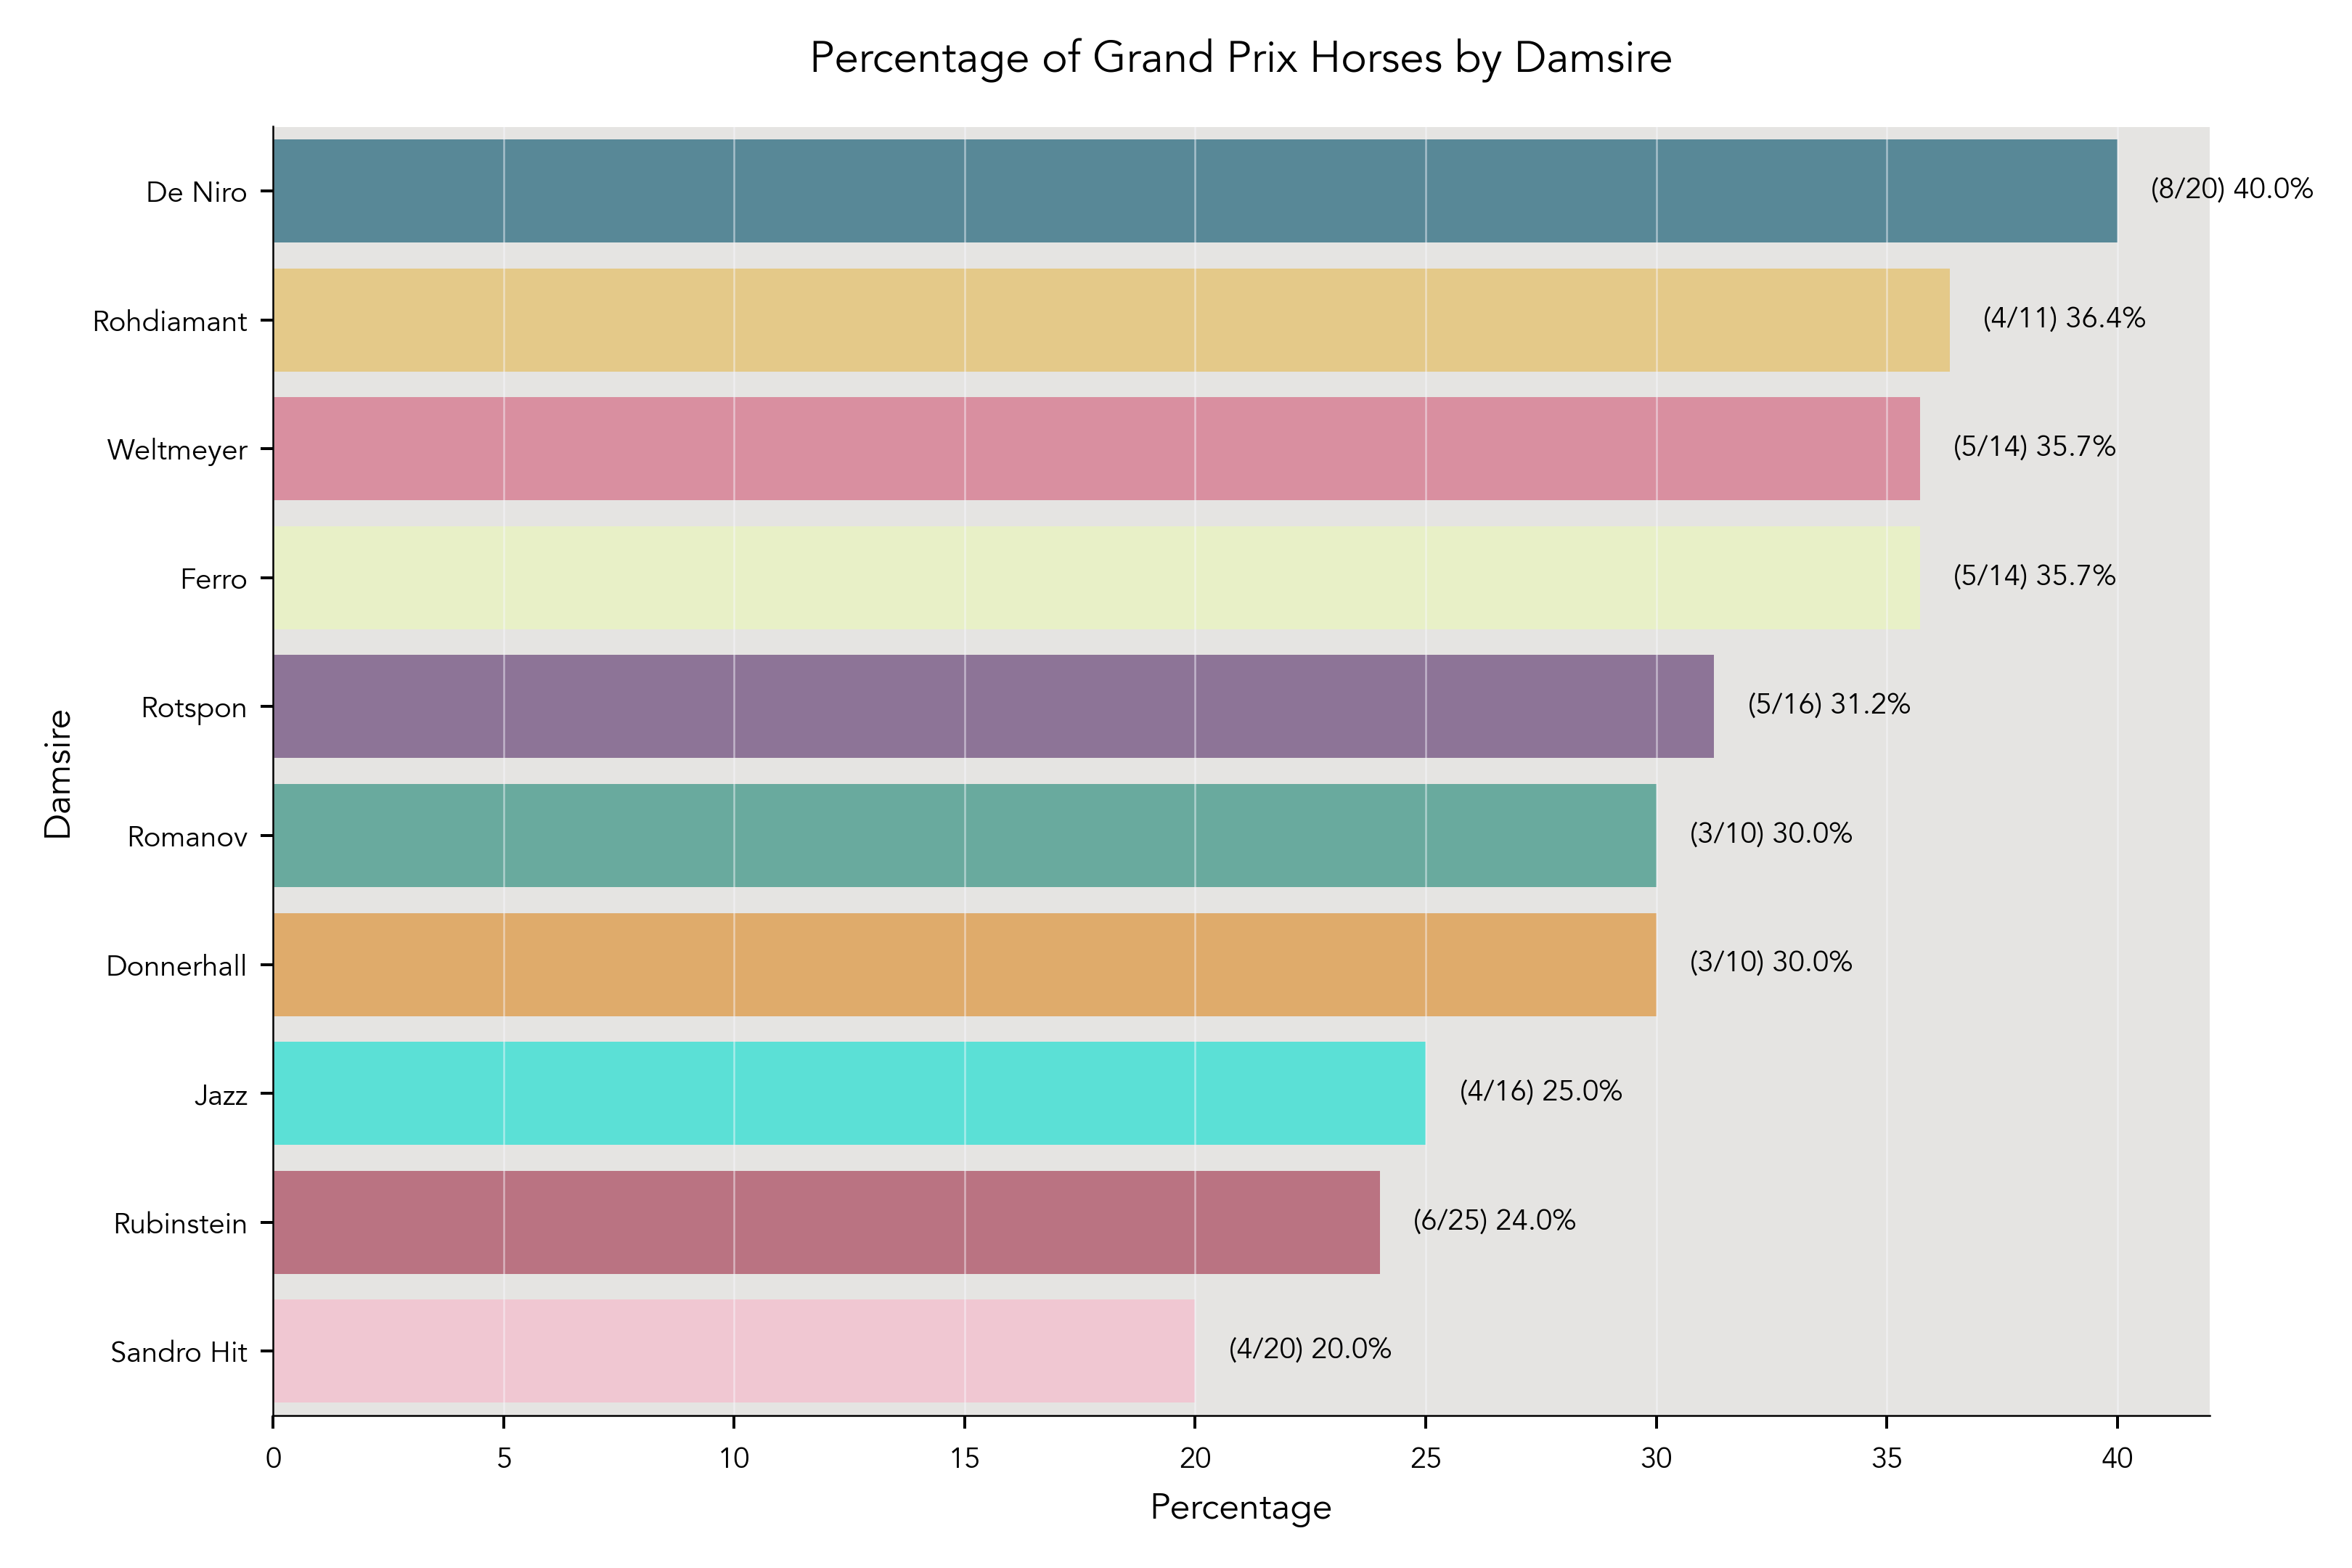 Percentage of Grand Prix Horses by Damsire
De Niro
(8/20) 40.0%
Rohdiamant
(4/11) 36.4%
Weltmeyer
(5/14) 35.7%
Ferro
(5/14) 35.7%
Rotspon
(5/16) 31.2%
Romanov
(3/10) 30.0%
Donnerhall
(3/10) 30.0%
Jazz
(4/16) 25.0%
Rubinstein
(6/25) 24.0%
Sandro Hit
(4/20) 20.0%
Damsire
0 5 10 15 20 25 30 35 40
Percentage